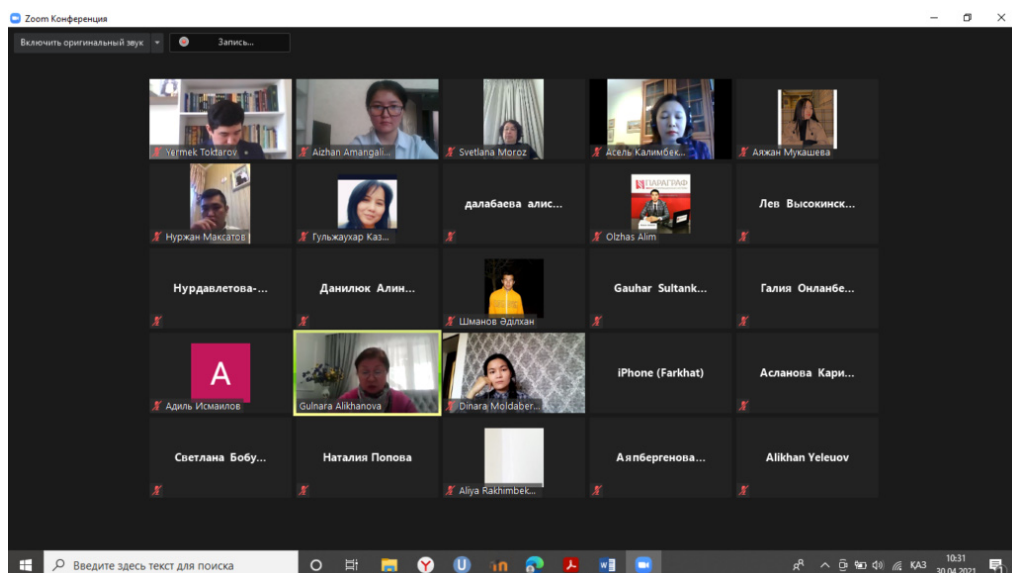 Zoom Конференция
Включить оригинальный звук
Запись...
Yermek Toktarov
Aizhan Amangali...
Svetlana Moroz
Асель Калимбек...
Аяжан Мукашева
Нуржан Максатов
Гульжаухар Каз...
далабаева алис...
ПАРАГРАФ
Olzhas Alim
Лев Высокинск...
Нурдавлетова-...
Данилюк Алин...
Шманов Әділхан
Gauhar Sultank...
Галия Онланбе...
A
Адиль Исмаилов
Gulnara Alikhanova
Dinara Moldaber...
iPhone (Farkhat)
Асланова Кари...
Светлана Бобу...
Наталия Попова
Aliya Rakhimbek...
Аяпбергенова...
Alikhan Yeleuov
Введите здесь текст для поиска
ҚАЗ
10:31
30.04.2021